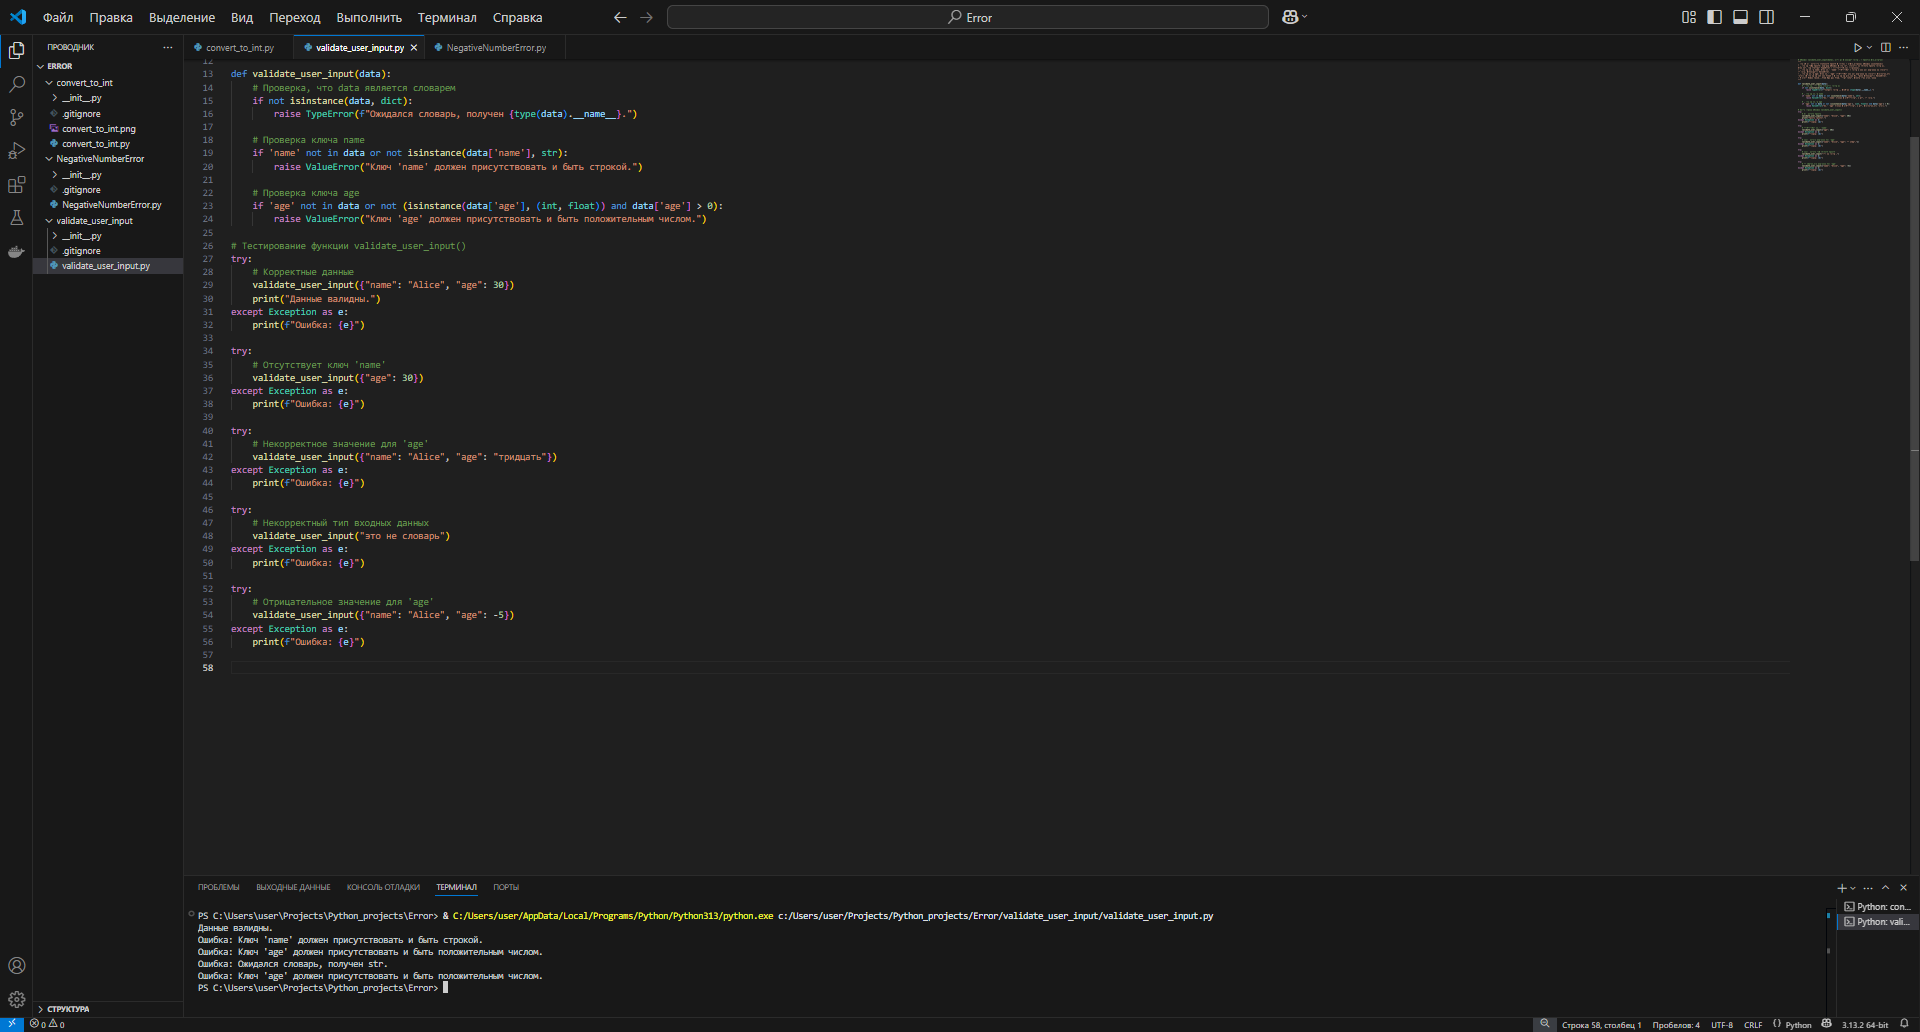 Файл Правка Выделение Вид Переход Выполнить Терминал Справка
Error
ПРОВОДНИК
ERROR
convert_to_int
__init__.py
.gitignore
convert_to_int.png
convert_to_int.py
NegativeNumberError
__init__.py
.gitignore
NegativeNumberError.py
validate_user_input
__init__.py
.gitignore
validate_user_input.py
СТРУКТУРА
convert_to_int.py validate_user_input.py NegativeNumberError.py
12
13 def validate_user_input(data):
14 # Проверка, что data является словарем
15 if not isinstance(data, dict):
16 raise TypeError(f"Ожидался словарь, получен {type(data).__name__}.")
17
18 # Проверка ключа name
19 if 'name' not in data or not isinstance(data['name'], str):
20 raise ValueError("Ключ 'name' должен присутствовать и быть строкой.")
21
22 # Проверка ключа age
23 if 'age' not in data or not (isinstance(data['age'], (int, float)) and data['age'] > 0):
24 raise ValueError("Ключ 'age' должен присутствовать и быть положительным числом.")
25
26 # Тестирование функции validate_user_input()
27 try:
28 # Корректные данные
29 validate_user_input({"name": "Alice", "age": 30})
30 print("Данные валидны.")
31 except Exception as e:
32 print(f"Ошибка: {e}")
33
34 try:
35 # Отсутствует ключ 'name'
36 validate_user_input({"age": 30})
37 except Exception as e:
38 print(f"Ошибка: {e}")
39
40 try:
41 # Некорректное значение для 'age'
42 validate_user_input({"name": "Alice", "age": "тридцать"})
43 except Exception as e:
44 print(f"Ошибка: {e}")
45
46 try:
47 # Некорректный тип входных данных
48 validate_user_input("это не словарь")
49 except Exception as e:
50 print(f"Ошибка: {e}")
51
52 try:
53 # Отрицательное значение для 'age'
54 validate_user_input({"name": "Alice", "age": -5})
55 except Exception as e:
56 print(f"Ошибка: {e}")
57
58
ПРОБЛЕМЫ ВЫХОДНЫЕ ДАННЫЕ КОНСОЛЬ ОТЛАДКИ ТЕРМИНАЛ ПОРТЫ
PS C:\Users\user\Projects\Python_projects\Error> & C:/Users/user/AppData/Local/Programs/Python/Python313/python.exe c:/Users/user/Projects/Python_projects/Error/validate_user_input/validate_user_input.py
Данные валидны.
Ошибка: Ключ 'name' должен присутствовать и быть строкой.
Ошибка: Ключ 'age' должен присутствовать и быть положительным числом.
Ошибка: Ожидался словарь, получен str.
Ошибка: Ключ 'age' должен присутствовать и быть положительным числом.
PS C:\Users\user\Projects\Python_projects\Error>
Python: con...
Python: vali...
0 0
Строка 58, столбец 1 Пробелов: 4 UTF-8 CRLF {} Python 3.13.2 64-bit